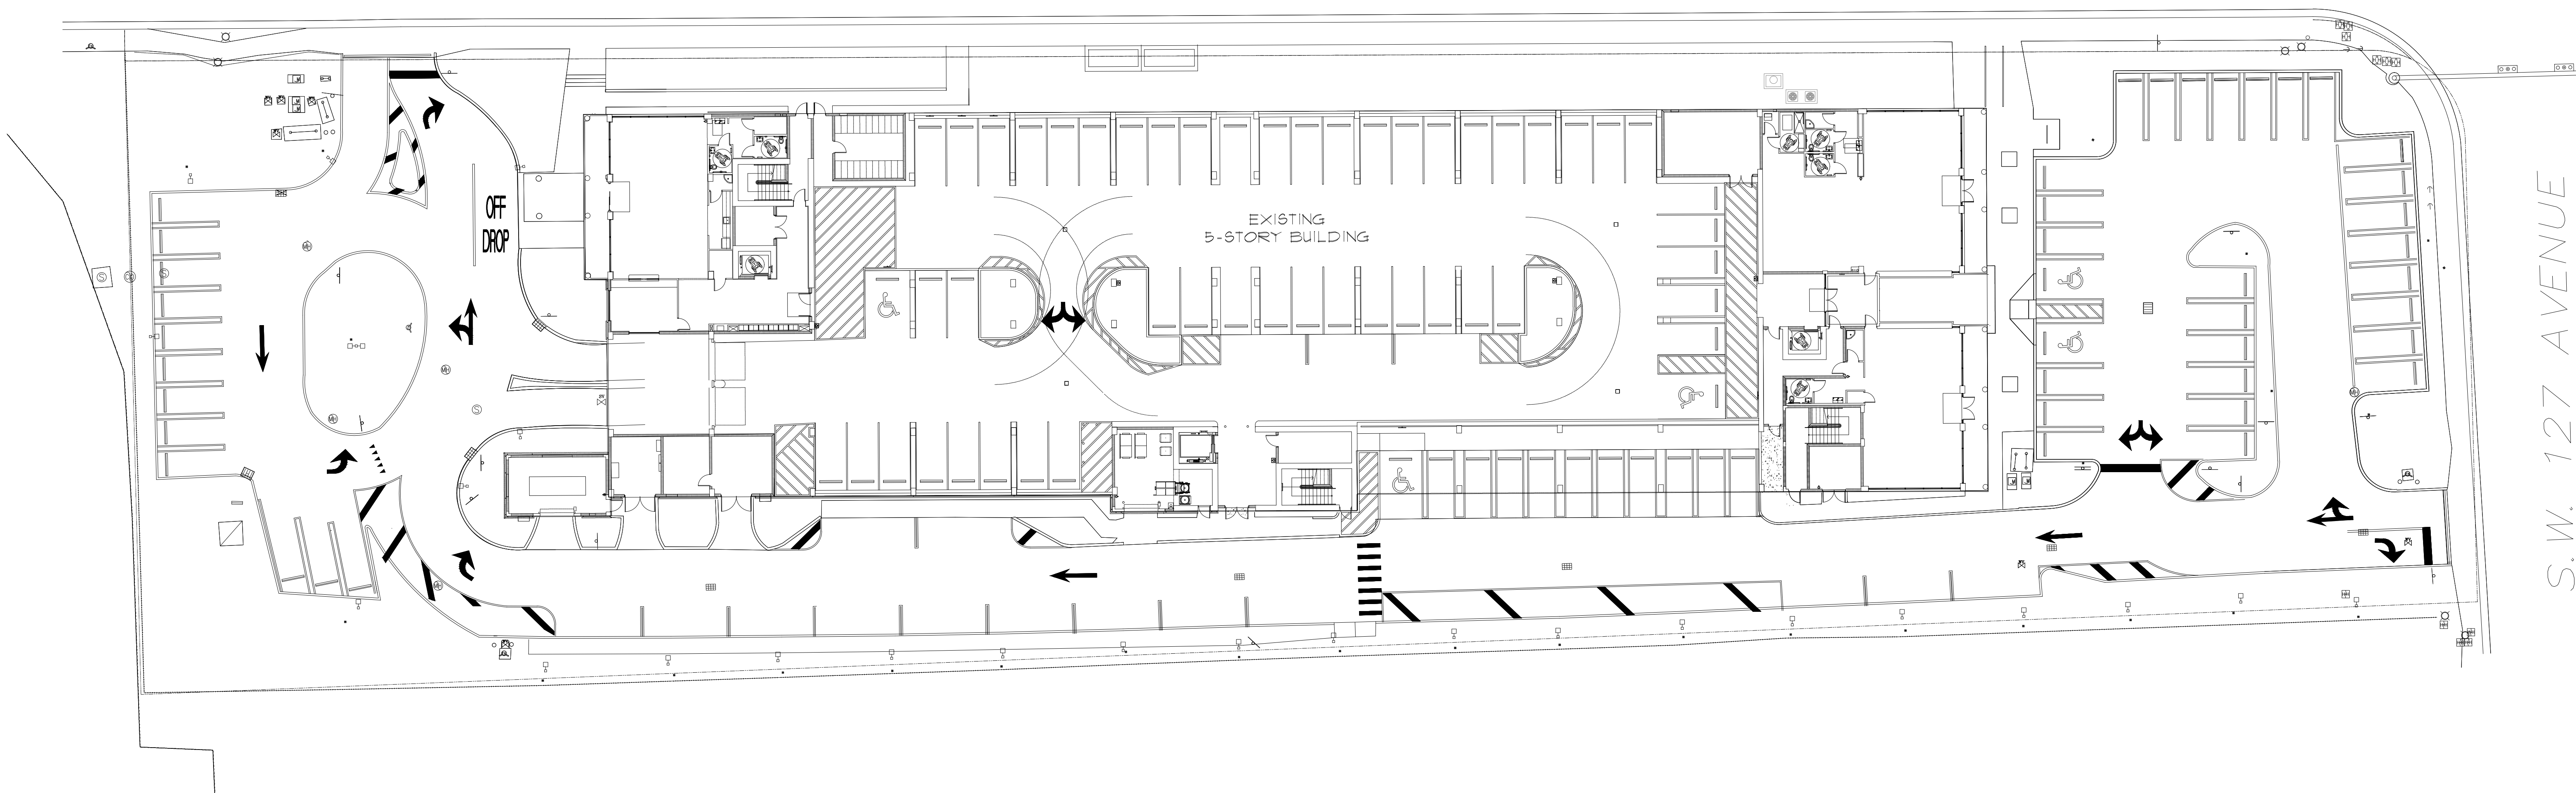 OFF
DROP
EXISTING
5-STORY BUILDING
S.W. 127 AVENUE